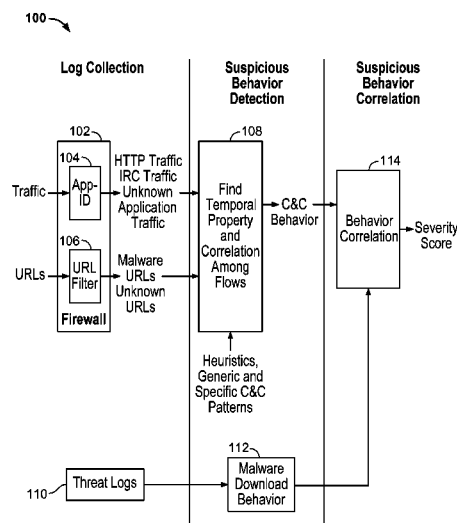 100
Log Collection
Suspicious
Behavior
Detection
Suspicious
Behavior
Correlation
102
104
App-
ID
Traffic
HTTP Traffic
IRC Traffic
Unknown
Application
Traffic
106
URL
Filter
URLs
Malware
URLs
Unknown
URLs
Firewall
108
Find
Temporal
Property
and
Correlation
Among
Flows
C&C
Behavior
Heuristics,
Generic and
Specific C&C
Patterns
114
Behavior
Correlation
Severity
Score
110
Threat Logs
112
Malware
Download
Behavior